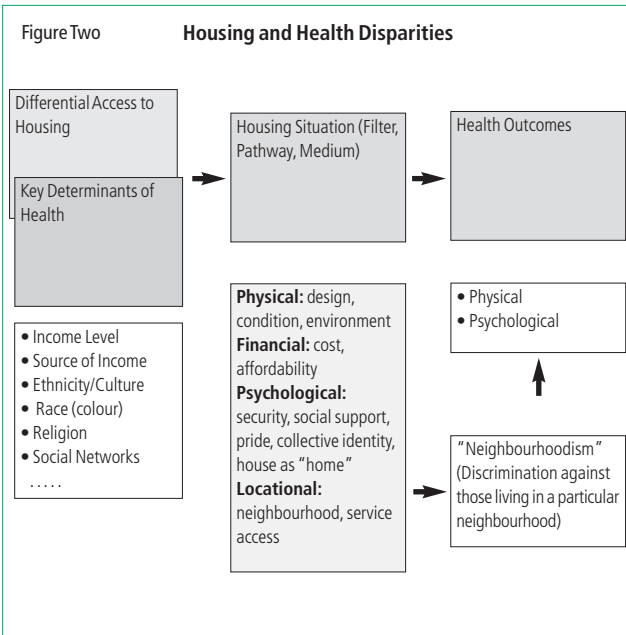 Figure Two
Housing and Health Disparities
Differential Access to
Housing
Key Determinants of
Health
Housing Situation (Filter,
Pathway, Medium)
Health Outcomes
• Income Level
• Source of Income
• Ethnicity/Culture
• Race (colour)
• Religion
• Social Networks
.....
Physical: design,
condition, environment
Financial: cost,
affordability
Psychological:
security, social support,
pride, collective identity,
house as "home"
Locational:
neighbourhood, service
access
• Physical
• Psychological
"Neighbourhoodism"
(Discrimination against
those living in a particular
neighbourhood)